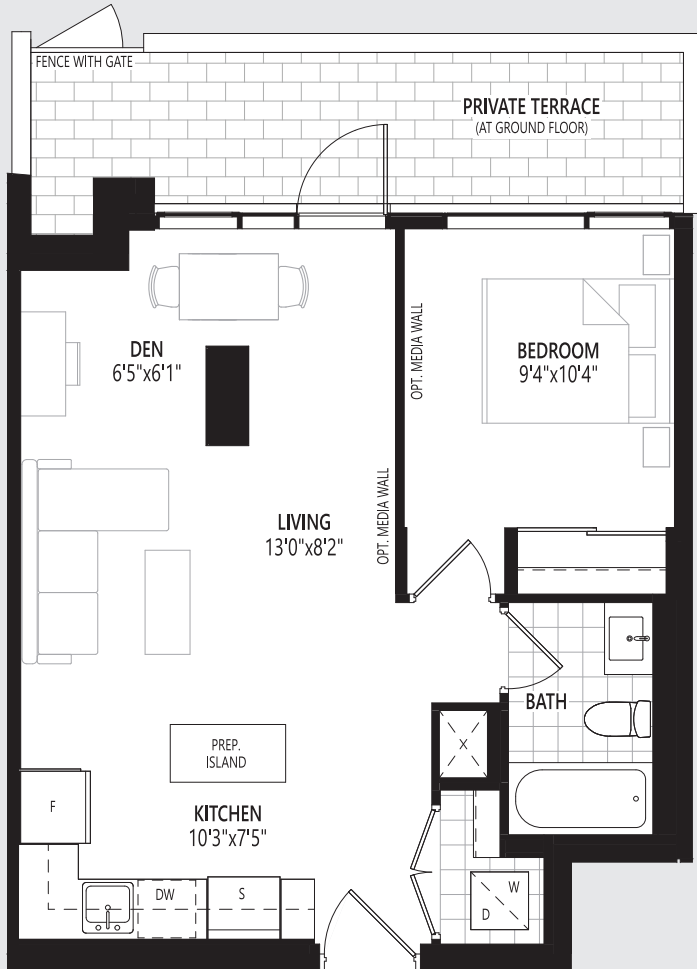 FENCE WITH GATE
PRIVATE TERRACE
(AT GROUND FLOOR)
DEN
6'5"x6'1"
OPT. MEDIA WALL
BEDROOM
9'4"x10'4"
LIVING
13'0"x8'2"
OPT. MEDIA WALL
BATH
X
PREP.
ISLAND
F
KITCHEN
10'3"x7'5"
DW
S
W
D